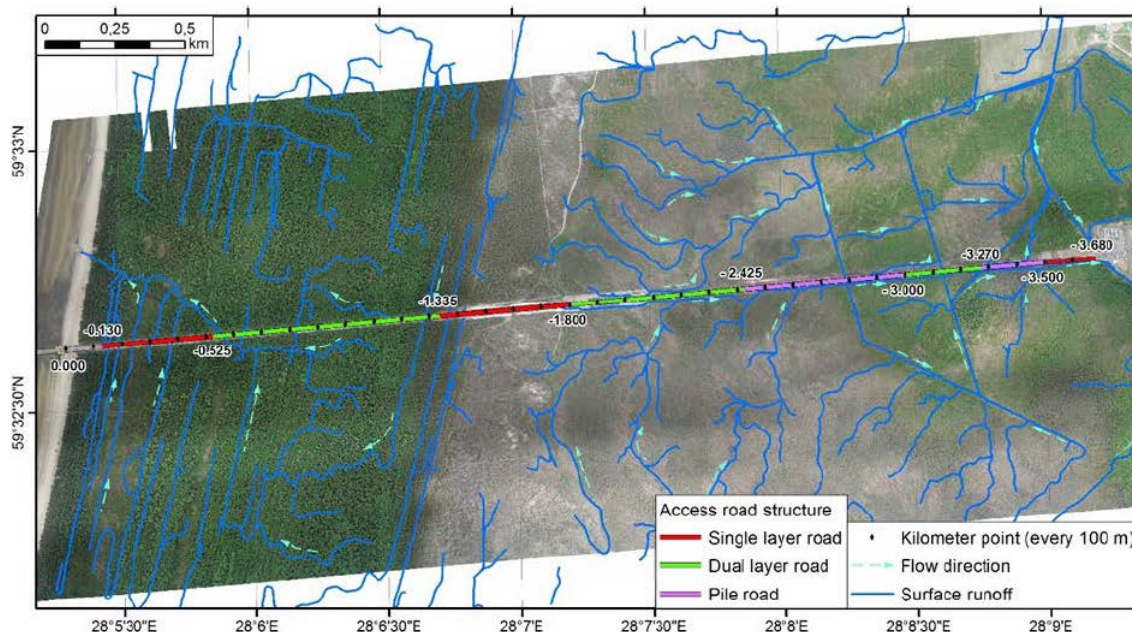 0 0,25 0,5
km
59°33'N
59°32'30"N
-3.680
-3.270
-2.425
-3.500
-3.000
-1.335
-1.800
-0.130
-0.525
0.000
Access road structure
Single layer road
Dual layer road
Pile road
Kilometer point (every 100 m)
Flow direction
Surface runoff
28°5'30"E 28°6'E 28°6'30"E 28°7'E 28°7'30"E 28°8'E 28°8'30"E 28°9'E